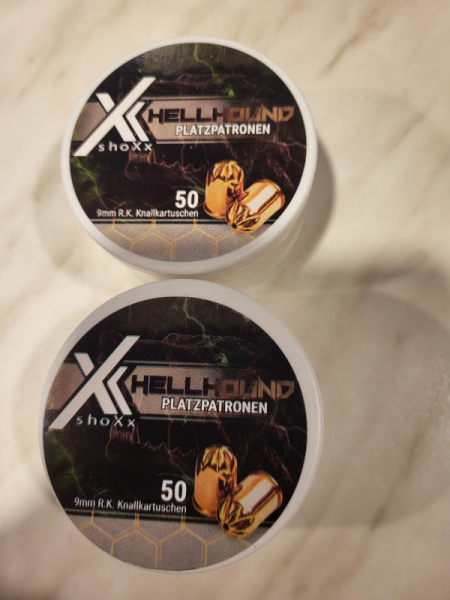 HELLHOUND
PLATZPATRONEN
shoXx
50
9mm R.K. Knallkartuschen
HELLHOUND
PLATZPATRONEN
shoXx
50
9mm R.K. Knallkartuschen